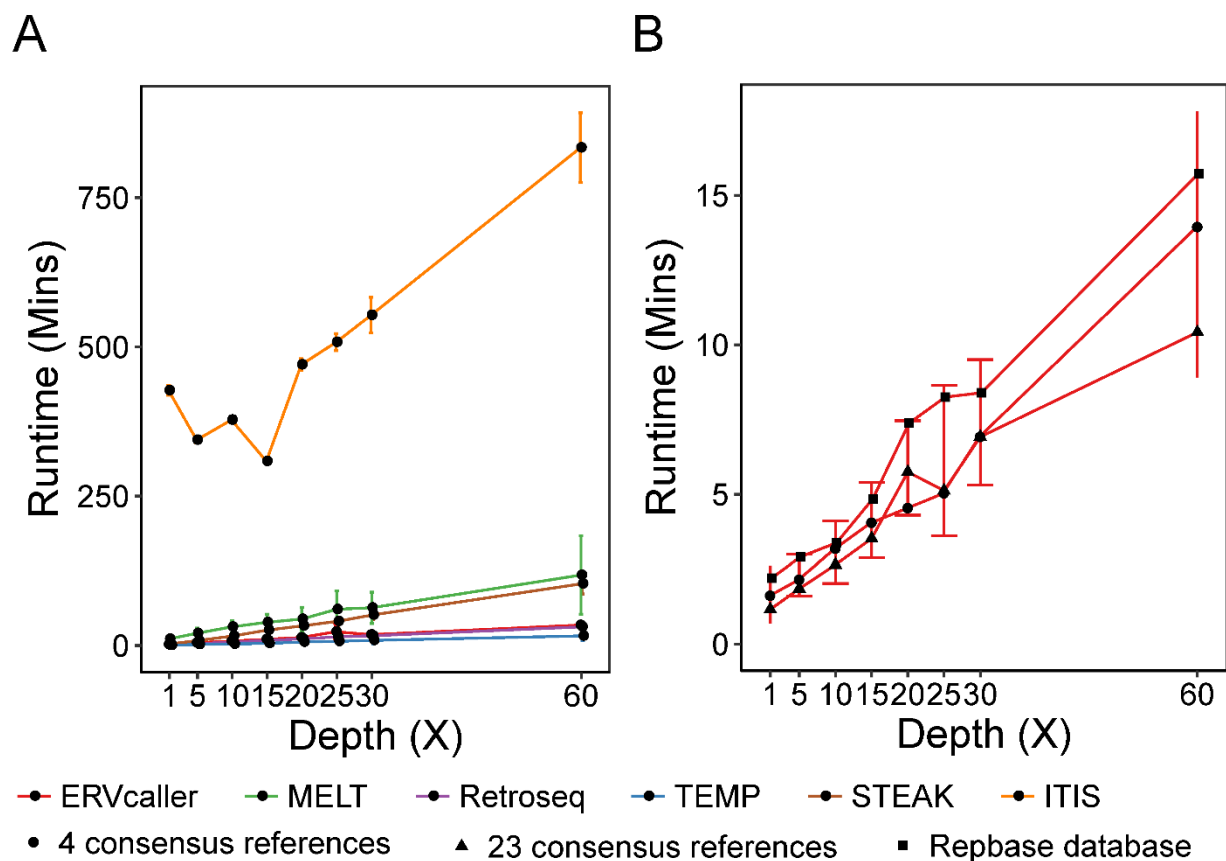 A
B
Runtime (Mins)
750
500
250
0
1 5 10 15 20 25 30 60
Depth (X)
Runtime (Mins)
15
10
5
0
1 5 10 15 20 25 30 60
Depth (X)
ERVcaller MELT Retroseq TEMP STEAK ITIS
4 consensus references 23 consensus references Repbase database